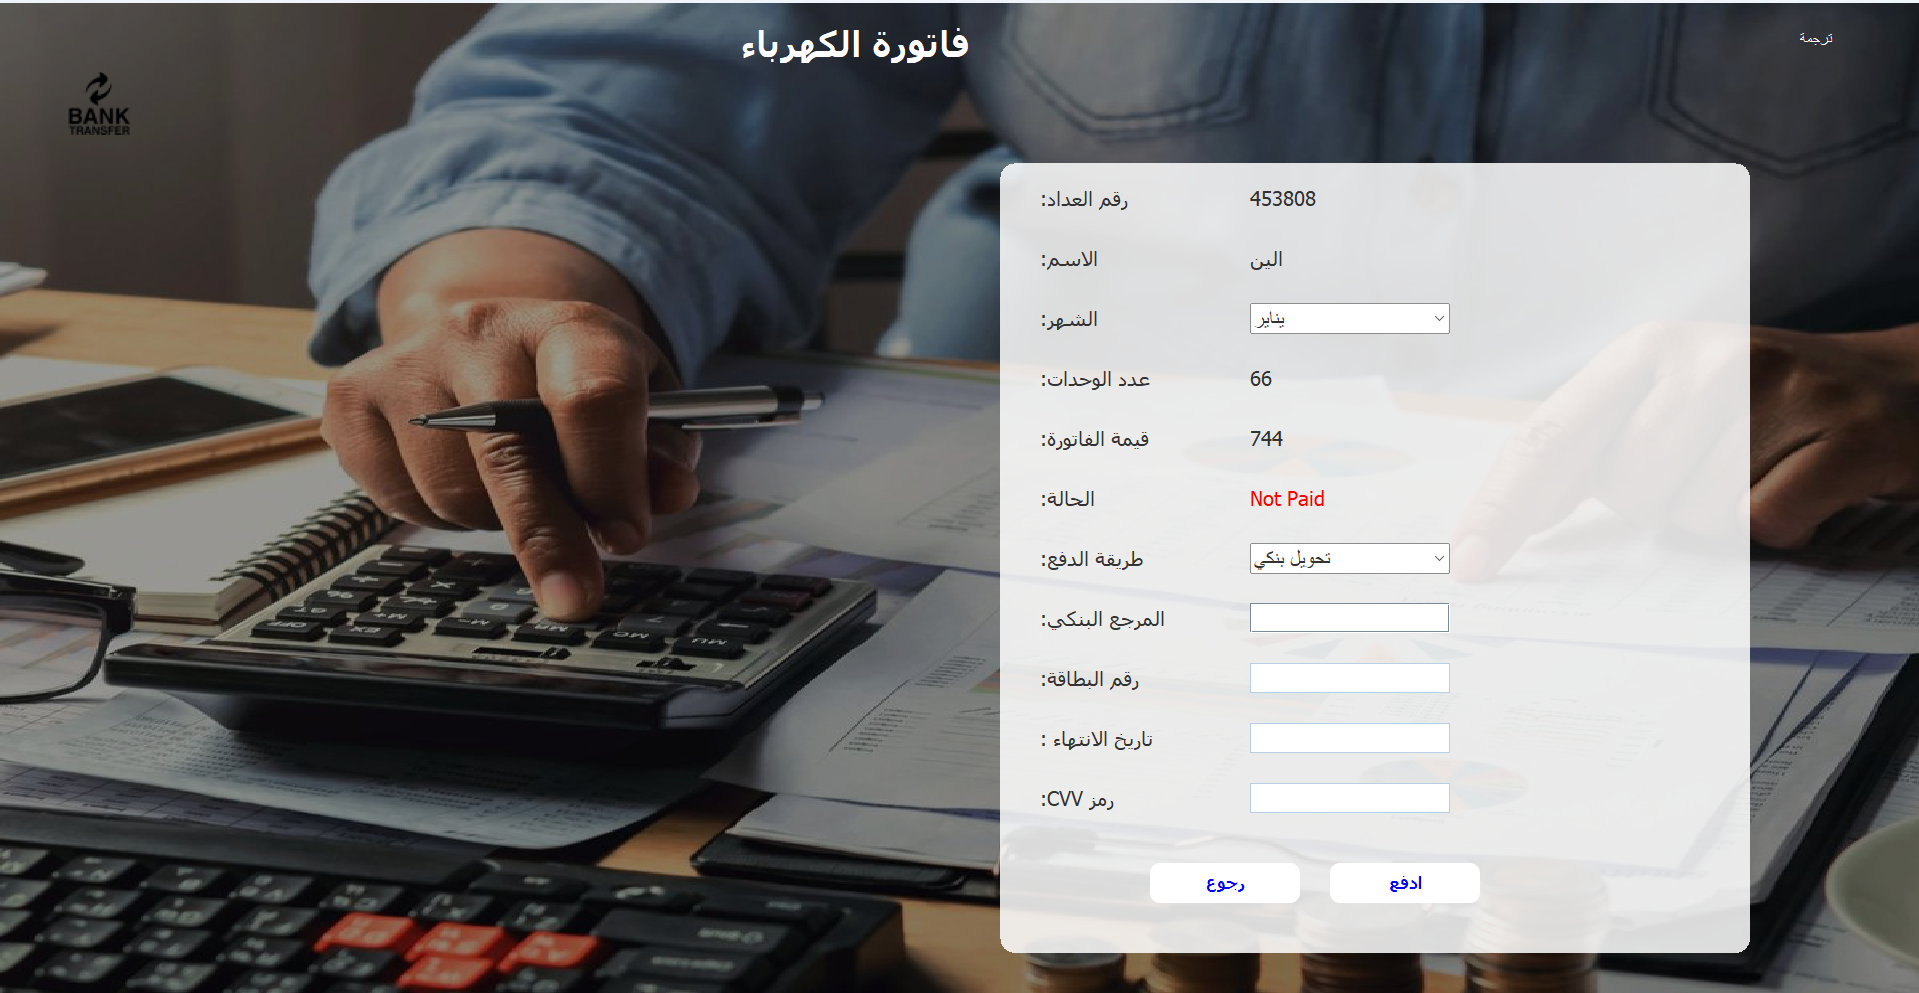 فاتورة الكهرباء
ترجمة
BANK
TRANSFER
رقم العداد: 453808
الاسم: الين
الشهر: يناير
عدد الوحدات: 66
قيمة الفاتورة: 744
الحالة: Not Paid
طريقة الدفع: تحويل بنكي
المرجع البنكي:
رقم البطاقة:
تاريخ الانتهاء :
رمز CVV:
رجوع
ادفع